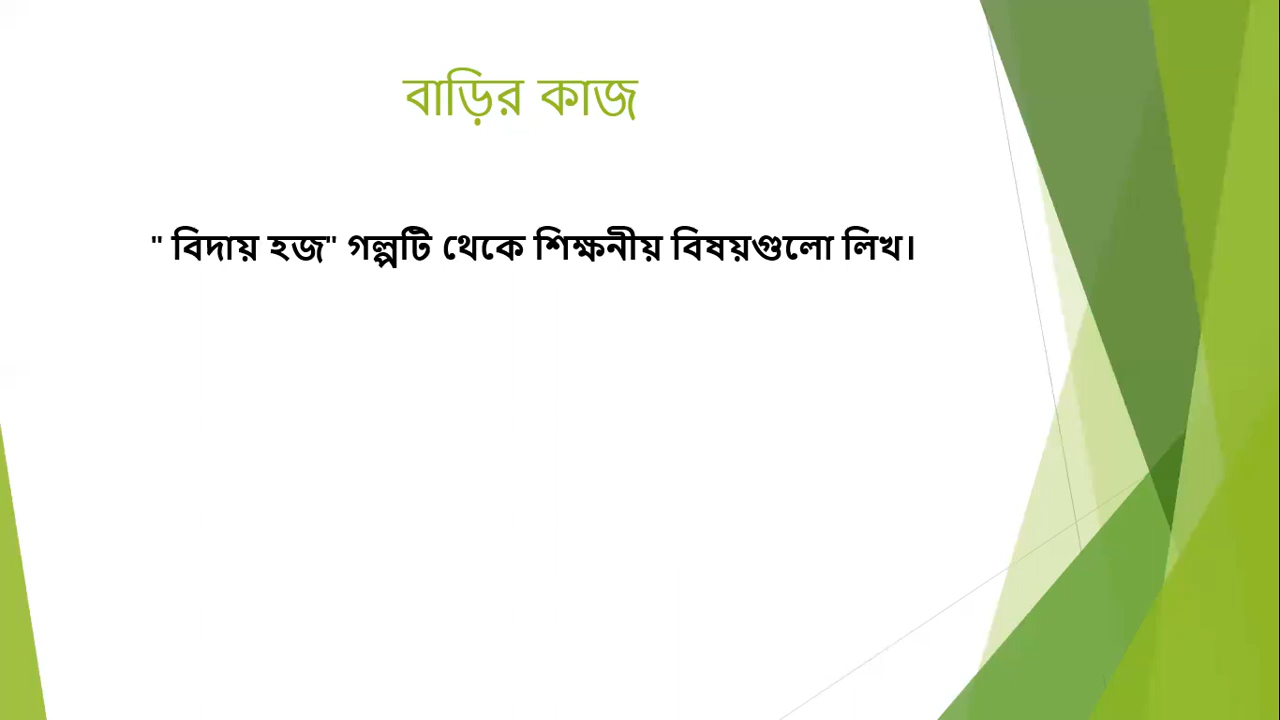 বাড়ির কাজ
" বিদায় হজ" গল্পটি থেকে শিক্ষনীয় বিষয়গুলো লিখ।